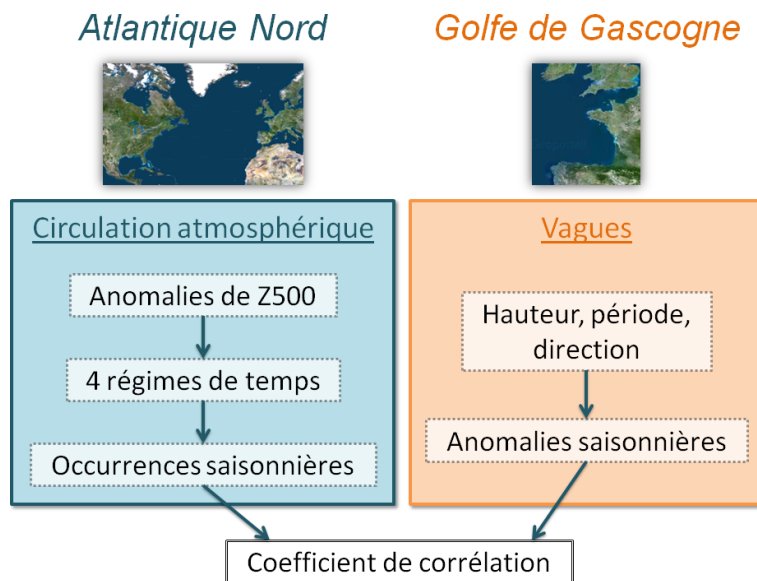 Atlantique Nord
Golfe de Gascogne
Circulation atmosphérique
Anomalies de Z500
4 régimes de temps
Occurrences saisonnières
Vagues
Hauteur, période,
direction
Anomalies saisonnières
Coefficient de corrélation